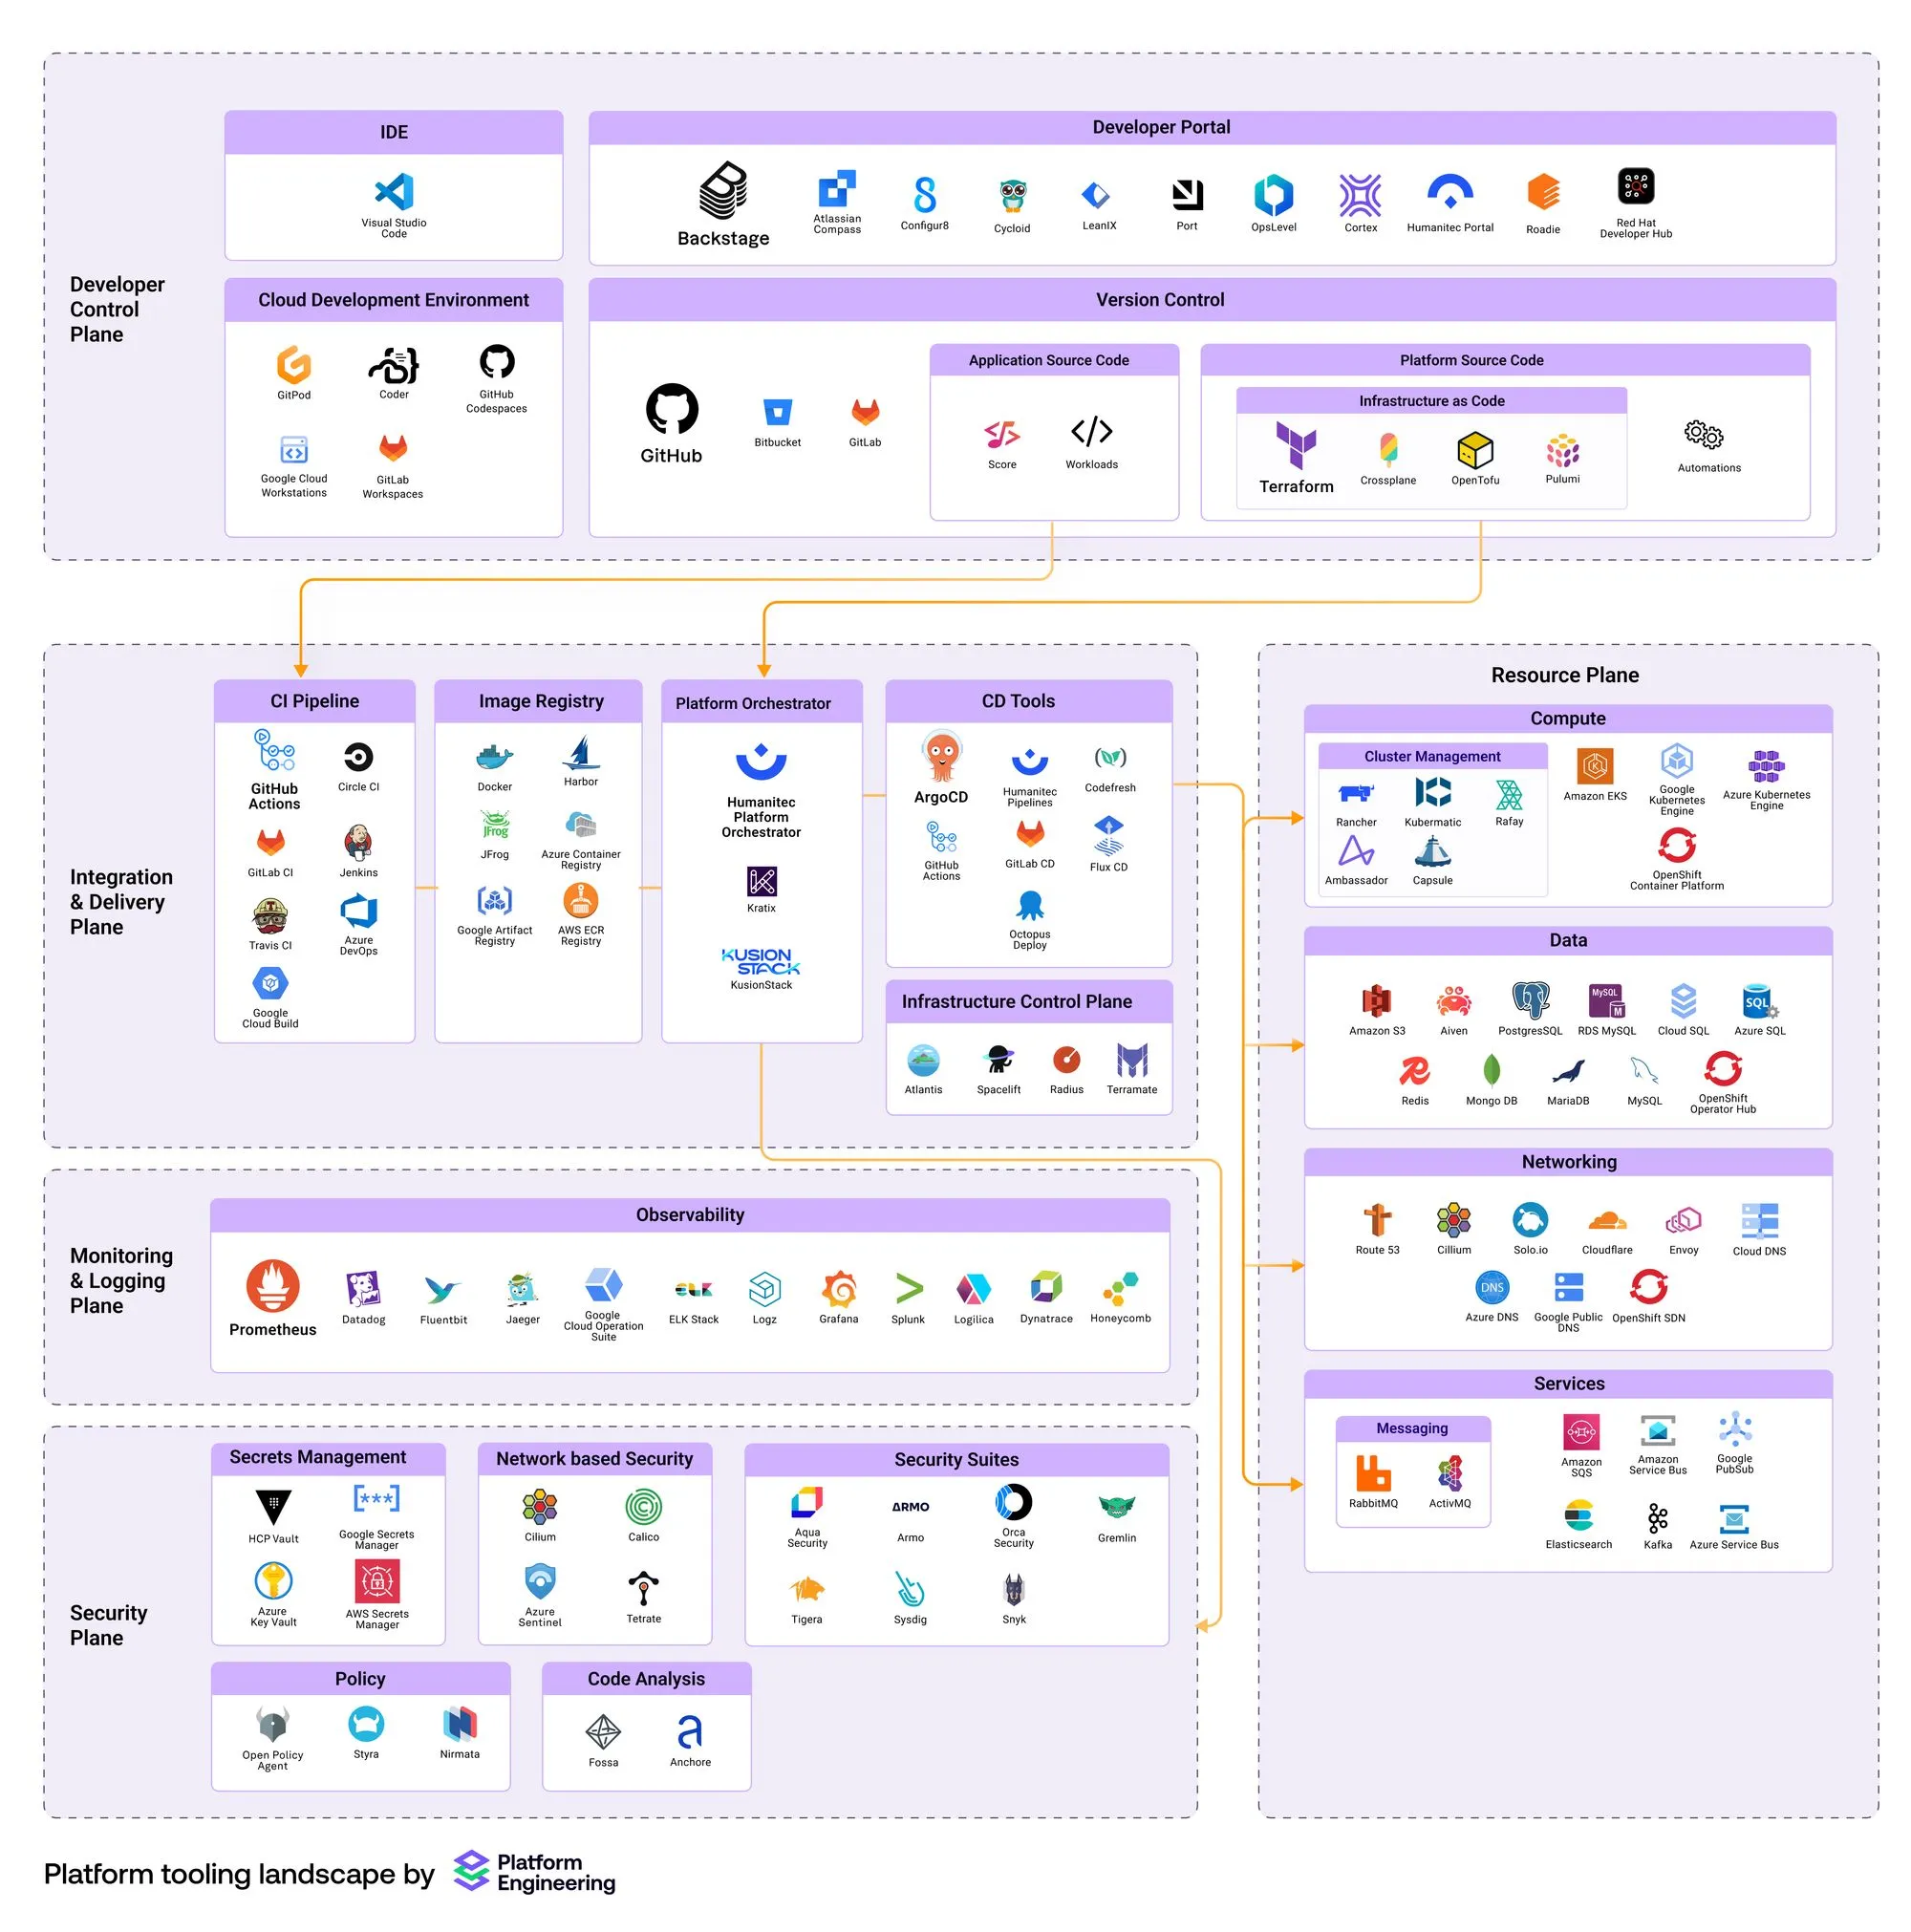 IDE
Visual Studio
Code
Developer Portal
Backstage
Atlassian
Compass
Configur8
Cycloid
LeanIX
Port
OpsLevel
Cortex
Humanitec Portal
Roadie
Red Hat
Developer Hub
Developer
Control
Plane
Cloud Development Environment
GitPod
Coder
GitHub
Codespaces
Google Cloud
Workstations
GitLab
Workspaces
Version Control
GitHub
Bitbucket
GitLab
Application Source Code
Score
Workloads
Platform Source Code
Infrastructure as Code
Terraform
Crossplane
OpenTofu
Pulumi
Automations
Integration
& Delivery
Plane
CI Pipeline
GitHub
Actions
Circle CI
GitLab CI
Jenkins
Travis CI
Azure
DevOps
Google
Cloud Build
Image Registry
Docker
Harbor
JFrog
JFrog
Azure Container
Registry
Google Artifact
Registry
AWS ECR
Registry
Platform Orchestrator
Humanitec
Platform
Orchestrator
Kratix
KUSION
STACK
KusionStack
CD Tools
ArgoCD
Humanitec
Pipelines
Codefresh
GitHub
Actions
GitLab CD
Flux CD
Octopus
Deploy
Infrastructure Control Plane
Atlantis
Spacelift
Radius
Terramate
Resource Plane
Compute
Cluster Management
Rancher
Kubermatic
Rafay
Ambassador
Capsule
Amazon EKS
Google
Kubernetes
Engine
Azure Kubernetes
Engine
OpenShift
Container Platform
Data
Amazon S3
Aiven
PostgresSQL
MySQL
RDS MySQL
Cloud SQL
SQL
Azure SQL
Redis
Mongo DB
MariaDB
MySQL
OpenShift
Operator Hub
Networking
Route 53
Cillium
Solo.io
Cloudflare
Envoy
Cloud DNS
DNS
Azure DNS
Google Public
DNS
OpenShift SDN
Services
Messaging
RabbitMQ
ActivMQ
Amazon
SQS
Amazon
Service Bus
Google
PubSub
Elasticsearch
Kafka
Azure Service Bus
Monitoring
& Logging
Plane
Observability
Prometheus
Datadog
Fluentbit
Jaeger
Google
Cloud Operation
Suite
ELK
ELK Stack
Logz
Grafana
Splunk
Logilica
Dynatrace
Honeycomb
Security
Plane
Secrets Management
HCP Vault
[***]
Google Secrets
Manager
Azure
Key Vault
AWS Secrets
Manager
Network based Security
Cilium
Calico
Azure
Sentinel
Tetrate
Security Suites
Aqua
Security
ARMO
Armo
Orca
Security
Gremlin
Tigera
Sysdig
Snyk
Policy
Open Policy
Agent
Styra
Nirmata
Code Analysis
Fossa
Anchore
Platform tooling landscape by
Platform
Engineering